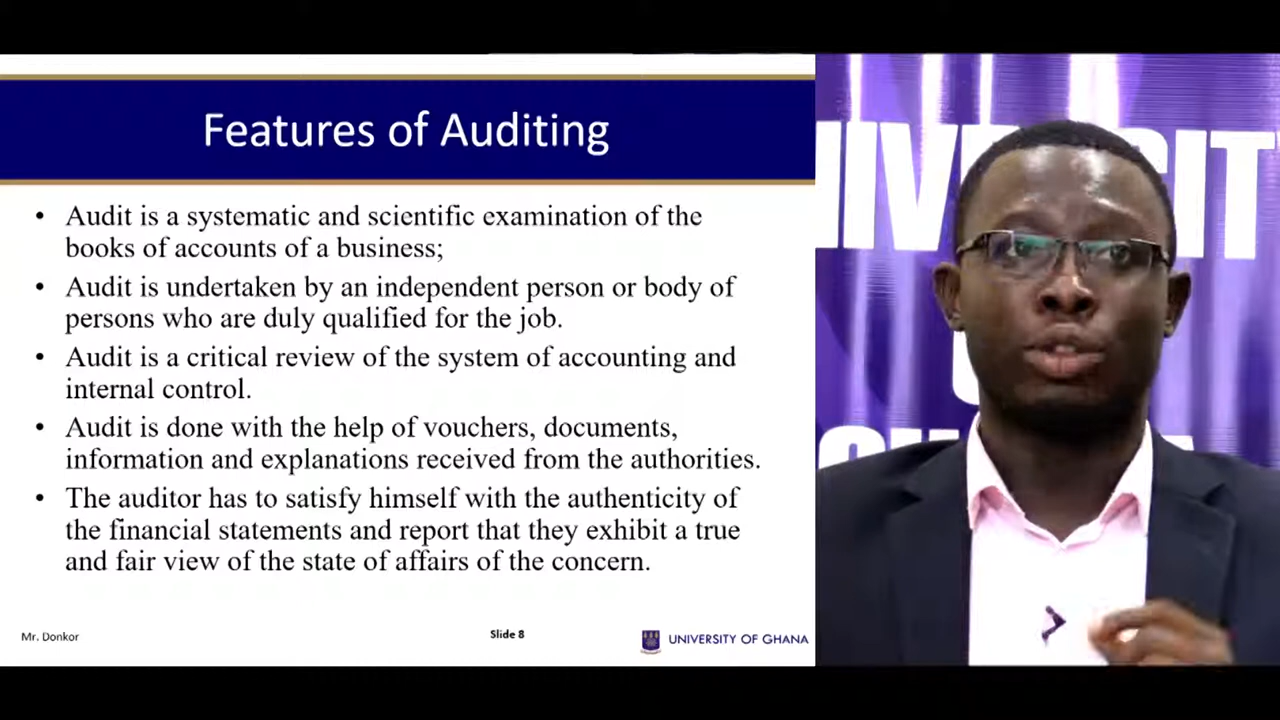 Features of Auditing
• Audit is a systematic and scientific examination of the
books of accounts of a business;
• Audit is undertaken by an independent person or body of
persons who are duly qualified for the job.
• Audit is a critical review of the system of accounting and
internal control.
• Audit is done with the help of vouchers, documents,
information and explanations received from the authorities.
• The auditor has to satisfy himself with the authenticity of
the financial statements and report that they exhibit a true
and fair view of the state of affairs of the concern.
Mr. Donkor
Slide 8
UNIVERSITY OF GHANA